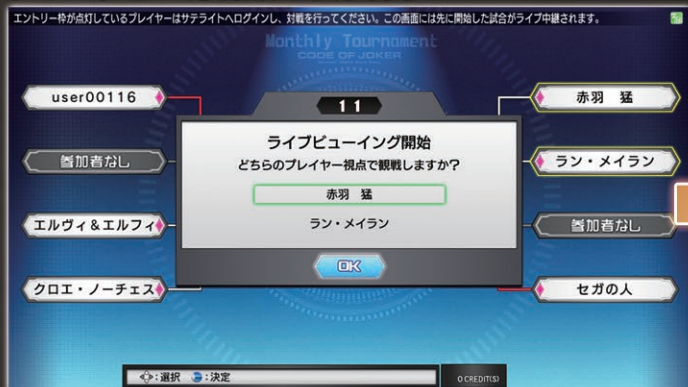 エントリー枠が点灯しているプレイヤーはサテライトへログインし、対戦を行ってください。この画面には先に開始した試合がライブ中継されます。
Monthly Tournament
CODE OF JOKER
user00116
参加者なし
エルヴィ＆エルフィ
クロエ・ノーチェス
11
ライブビューイング開始
どちらのプレイヤー視点で観戦しますか?
赤羽 猛
ラン・メイラン
OK
赤羽 猛
ラン・メイラン
参加者なし
セガの人
:選択 :決定
0 CREDIT(S)